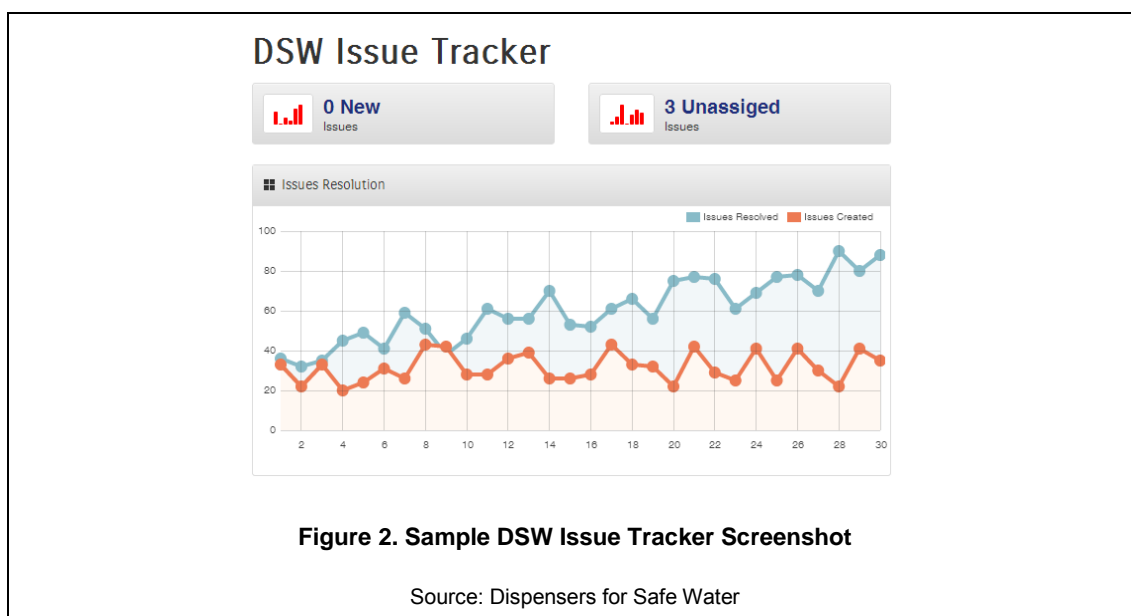 DSW Issue Tracker
0 New
Issues
3 Unassiged
Issues
Issues Resolution
Issues Resolved Issues Created
100
80
60
40
20
0
2 4 6 8 10 12 14 16 18 20 22 24 26 28 30
Figure 2. Sample DSW Issue Tracker Screenshot
Source: Dispensers for Safe Water